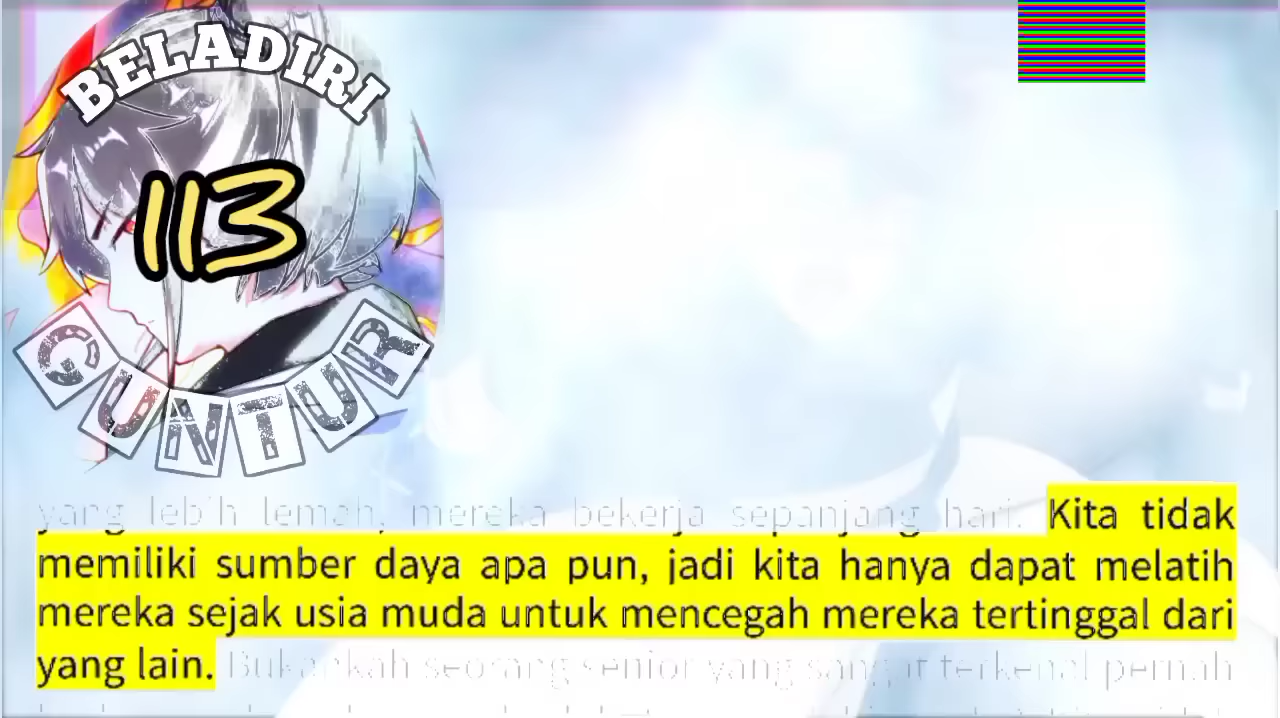 BELADIRI
113
GUNTUR
yang lebih lemah, mereka bekerja sepanjang hari. Kita tidak
memiliki sumber daya apa pun, jadi kita hanya dapat melatih
mereka sejak usia muda untuk mencegah mereka tertinggal dari
yang lain. Bukankah seorang senior yang sangat terkenal pernah